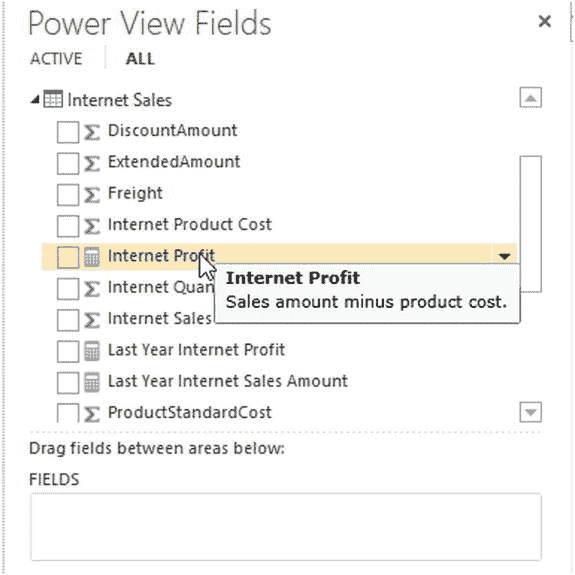 Power View Fields
ACTIVE ALL
Internet Sales
DiscountAmount
ExtendedAmount
Freight
Internet Product Cost
Internet Profit
Internet Profit
Internet Quan
Sales amount minus product cost.
Internet Sales
Last Year Internet Profit
Last Year Internet Sales Amount
ProductStandardCost
Drag fields between areas below:
FIELDS